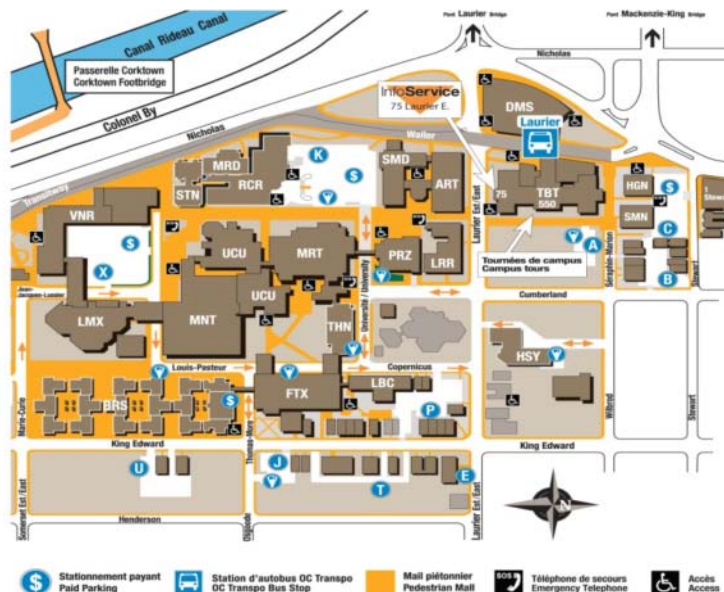 Pont Laurier Bridge
Pont Mackenzie-King Bridge
Canal Rideau Canal
Nicholas
Passerelle Corktown
Corktown Footbridge
InfoService
75 Laurier E.
DMS
Colonel By
Laurier
Waller
Nicholas
K
SMD
MRD
STN
RCR
$
ART
75
TBT
550
HGN
$
1
Transitway
VNR
SOS
SMN
C
$
UCU
MRT
PRZ
LRR
Laurier Est/East
Tournées de campus
Campus tours
A
Séraphin-Marion
B
Stewart
X
Jean-Jacques-Lussier
UCU
Université / University
Cumberland
LMX
MNT
THN
HSY
Louis-Pasteur
Copernicus
FTX
LBC
Marie-Curie
BRS
$
P
Wilbrod
Stewart
King Edward
King Edward
Thomas-More
U
J
T
E
Somerset Est/East
Henderson
Osgoode
Laurier Est/East
$
Stationnement payant
Paid Parking
Station d'autobus OC Transpo
OC Transpo Bus Stop
Mail piétonnier
Pedestrian Mall
SOS
Téléphone de secours
Emergency Telephone
Accès
Access